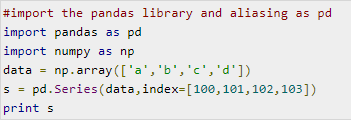 #import the pandas library and aliasing as pd
import pandas as pd
import numpy as np
data = np.array(['a','b','c','d'])
s = pd.Series(data,index=[100,101,102,103])
print s